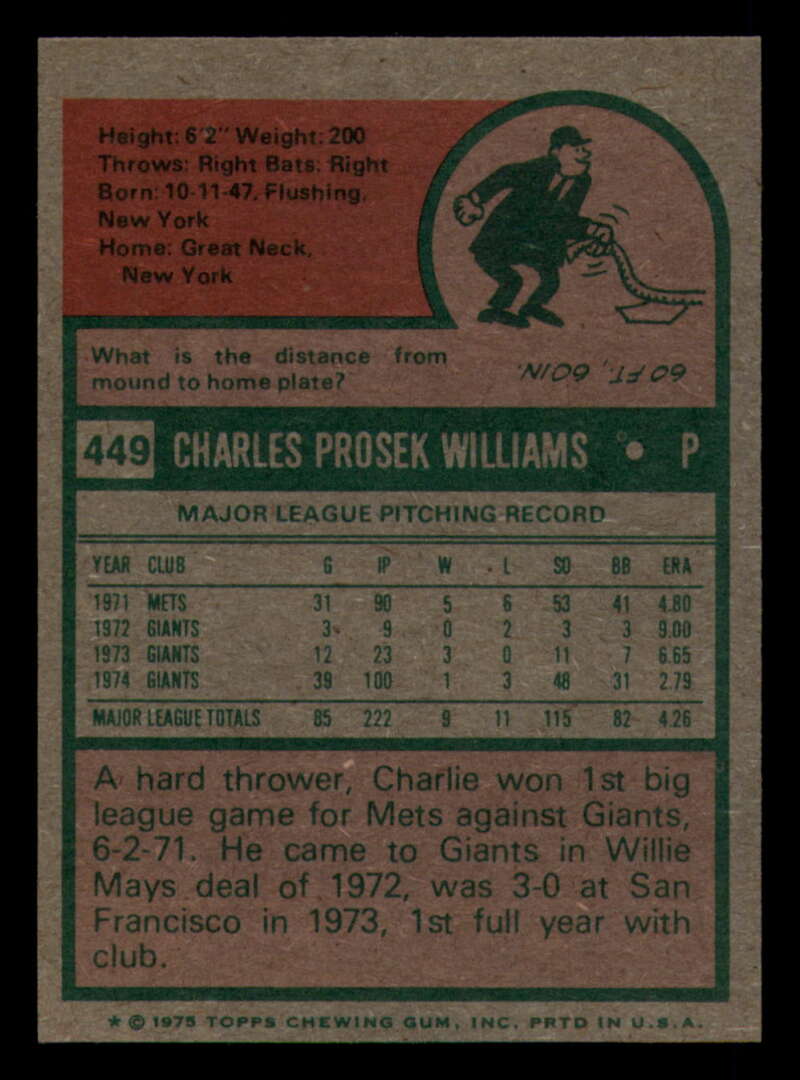 Height: 6'2" Weight: 200
Throws: Right Bats: Right
Born: 10-11-47, Flushing,
New York
Home: Great Neck,
New York
What is the distance from
mound to home plate?
60 FT., 60 IN.
449 CHARLES PROSEK WILLIAMS • P
MAJOR LEAGUE PITCHING RECORD
YEAR CLUB G IP W L SO BB ERA
1971 METS 31 90 5 6 53 41 4.80
1972 GIANTS 3 9 0 2 3 3 9.00
1973 GIANTS 12 23 3 0 11 7 6.65
1974 GIANTS 39 100 1 3 48 31 2.79
MAJOR LEAGUE TOTALS 85 222 9 11 115 82 4.26
A hard thrower, Charlie won 1st big
league game for Mets against Giants,
6-2-71. He came to Giants in Willie
Mays deal of 1972, was 3-0 at San
Francisco in 1973, 1st full year with
club.
* © 1975 TOPPS CHEWING GUM, INC. PRTD IN U.S.A.